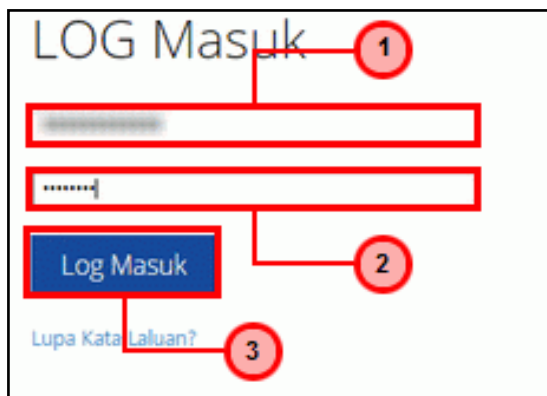 LOG Masuk
1
••••••••
Log Masuk
2
Lupa Kata Laluan?
3